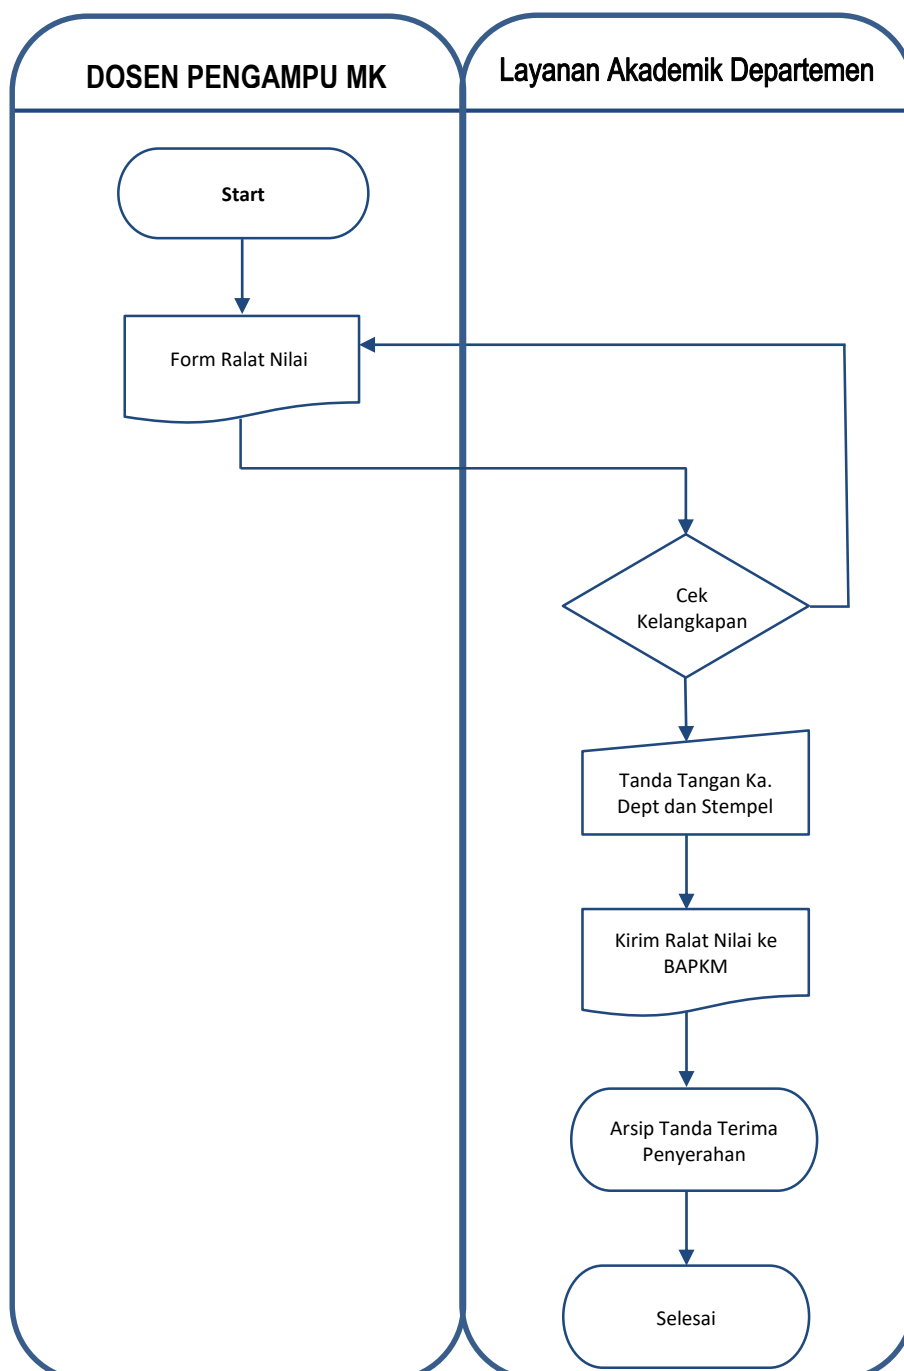 DOSEN PENGAMPU MK
Layanan Akademik Departemen
Start
Form Ralat Nilai
Cek
Kelangkapan
Tanda Tangan Ka.
Dept dan Stempel
Kirim Ralat Nilai ke
BAPKM
Arsip Tanda Terima
Penyerahan
Selesai